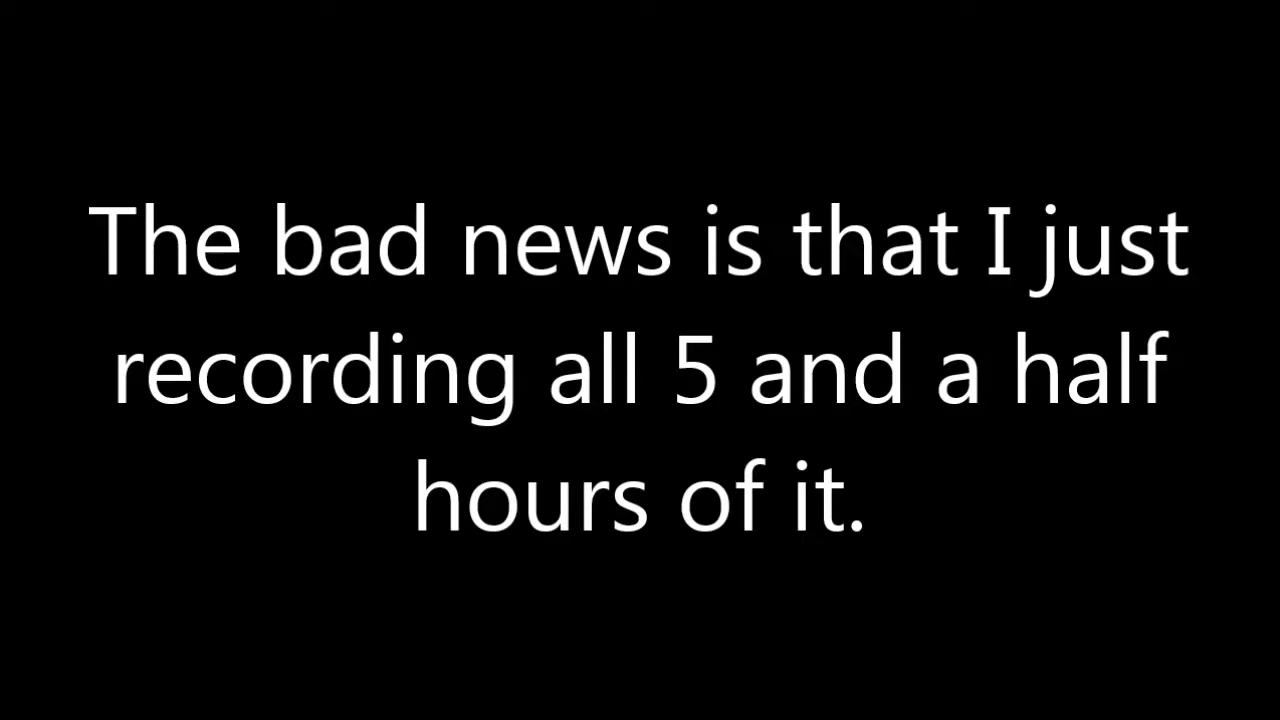 The bad news is that I just
recording all 5 and a half
hours of it.